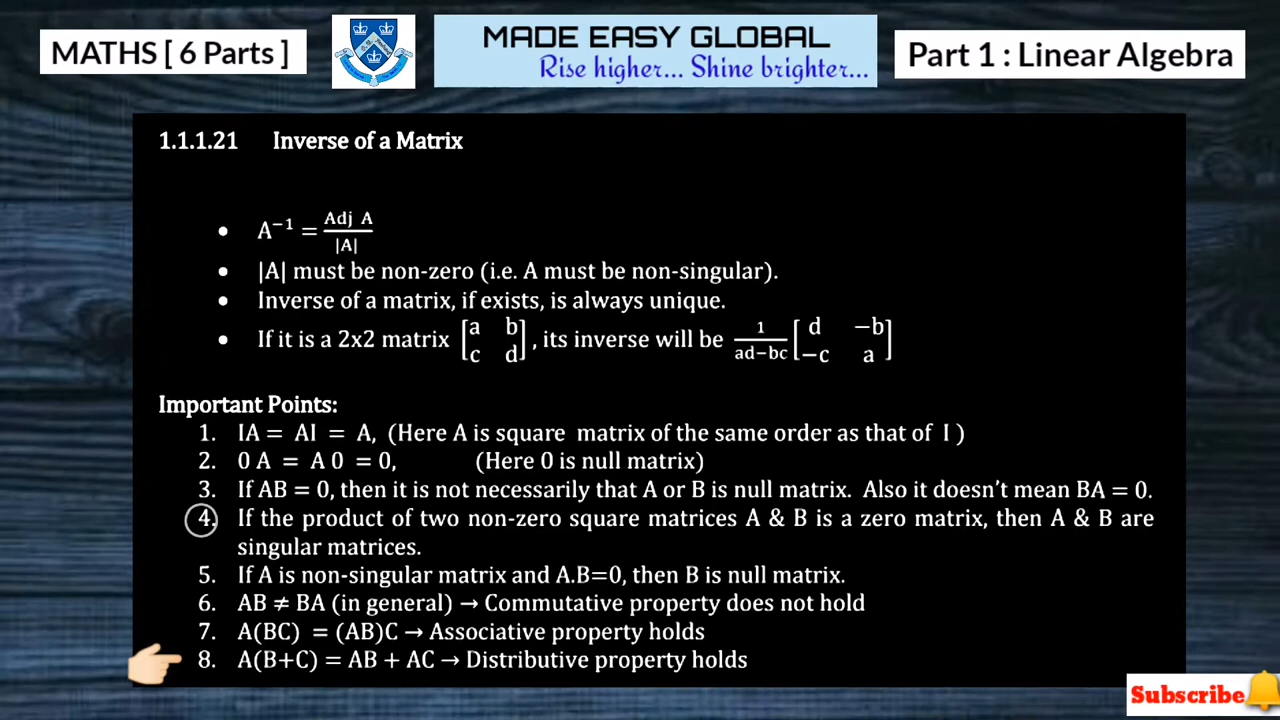 MATHS [ 6 Parts ]
MADE EASY GLOBAL
Rise higher... Shine brighter...
Part 1 : Linear Algebra
1.1.1.21 Inverse of a Matrix
• A⁻¹ = Adj A / |A|
• |A| must be non-zero (i.e. A must be non-singular).
• Inverse of a matrix, if exists, is always unique.
• If it is a 2x2 matrix [a b; c d], its inverse will be 1/(ad−bc) [d −b; −c a]
Important Points:
1. IA = AI = A, (Here A is square matrix of the same order as that of I )
2. 0 A = A 0 = 0, (Here 0 is null matrix)
3. If AB = 0, then it is not necessarily that A or B is null matrix. Also it doesn't mean BA = 0.
4. If the product of two non-zero square matrices A & B is a zero matrix, then A & B are
singular matrices.
5. If A is non-singular matrix and A.B=0, then B is null matrix.
6. AB ≠ BA (in general) → Commutative property does not hold
7. A(BC) = (AB)C → Associative property holds
8. A(B+C) = AB + AC → Distributive property holds
Subscribe